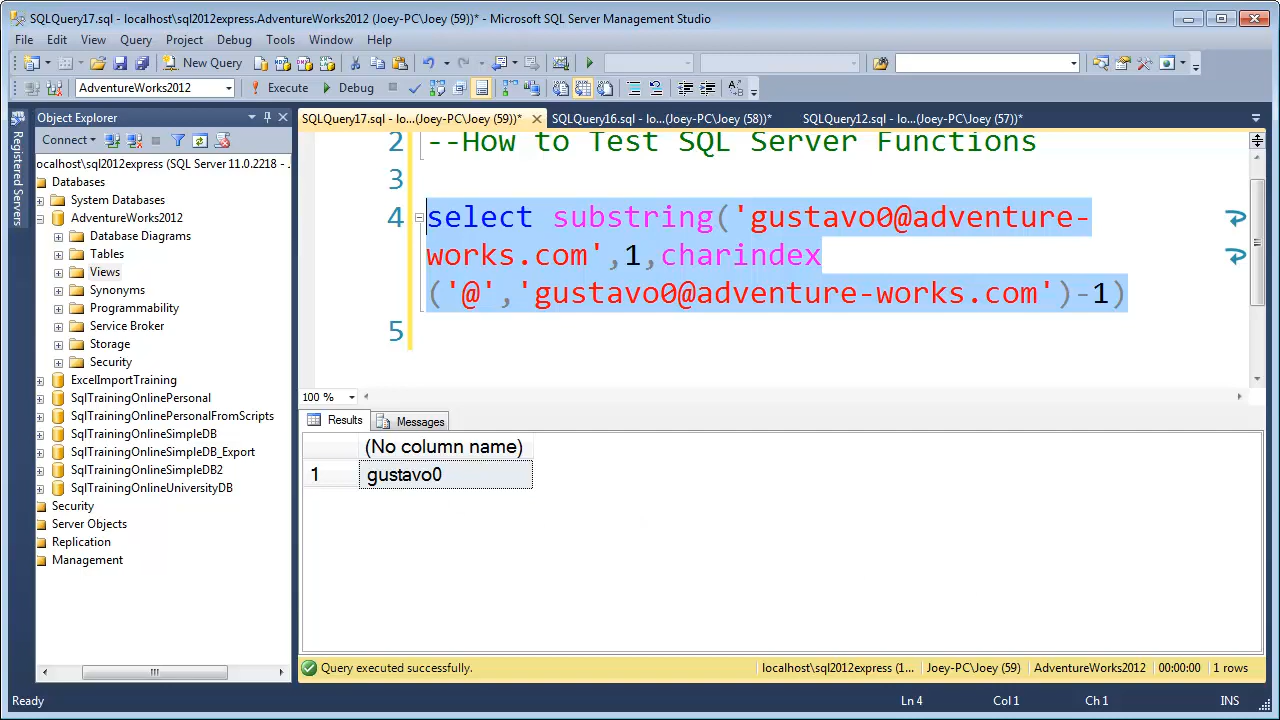 SQLQuery17.sql - localhost\sql2012express.AdventureWorks2012 (Joey-PC\Joey (59))* - Microsoft SQL Server Management Studio
File Edit View Query Project Debug Tools Window Help
New Query
AdventureWorks2012 Execute Debug
Registered Servers
Object Explorer
Connect
ocalhost\sql2012express (SQL Server 11.0.2218 -
Databases
System Databases
AdventureWorks2012
Database Diagrams
Tables
Views
Synonyms
Programmability
Service Broker
Storage
Security
ExcelImportTraining
SqlTrainingOnlinePersonal
SqlTrainingOnlinePersonalFromScripts
SqlTrainingOnlineSimpleDB
SqlTrainingOnlineSimpleDB_Export
SqlTrainingOnlineSimpleDB2
SqlTrainingOnlineUniversityDB
Security
Server Objects
Replication
Management
SQLQuery17.sql - lo...(Joey-PC\Joey (59))* SQLQuery16.sql - lo...(Joey-PC\Joey (58))* SQLQuery12.sql - lo...(Joey-PC\Joey (57))*
2 --How to Test SQL Server Functions
3
4 select substring('gustavo0@adventure-
works.com',1,charindex
('@','gustavo0@adventure-works.com')-1)
5
100 %
Results Messages
(No column name)
1 gustavo0
Query executed successfully. localhost\sql2012express (1... Joey-PC\Joey (59) AdventureWorks2012 00:00:00 1 rows
Ready Ln 4 Col 1 Ch 1 INS